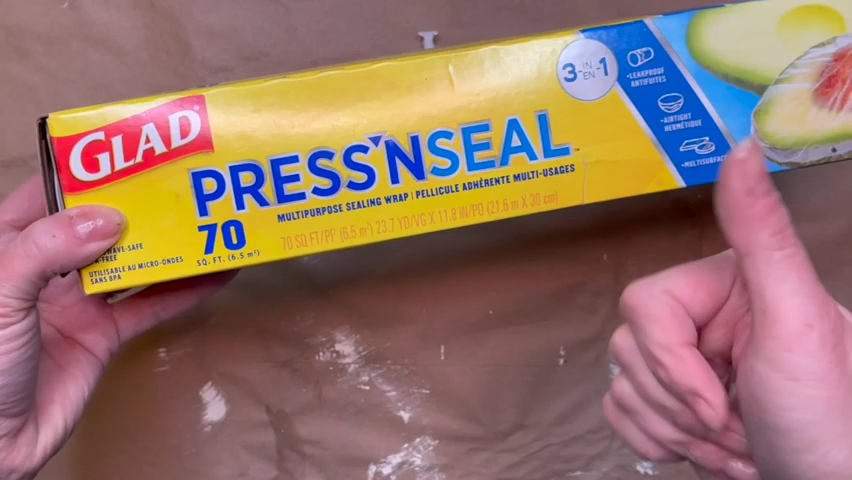 GLAD
PRESS'NSEAL
MULTIPURPOSE SEALING WRAP | PELLICULE ADHÉRENTE MULTI-USAGES
70
SQ. FT. (6.5 m²)
70 SQ FT/PI² (6.5 m²) 23.7 YD/VG X 11.8 IN/PO (21.6 m X 30 cm)
-FREE
UTILISABLE AU MICRO-ONDES
SANS BPA
3-IN/EN-1
•LEAKPROOF
ANTIFUITES
•AIRTIGHT
HERMÉTIQUE